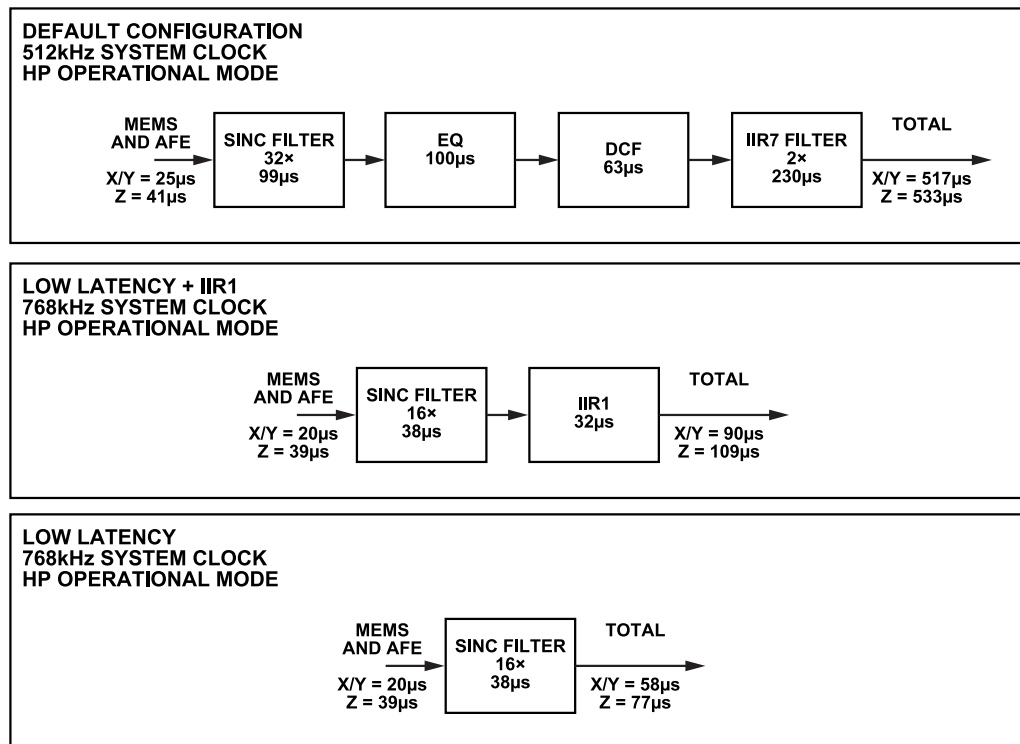 DEFAULT CONFIGURATION
512kHz SYSTEM CLOCK
HP OPERATIONAL MODE
MEMS
AND AFE
X/Y = 25µs
Z = 41µs
SINC FILTER
32×
99µs
EQ
100µs
DCF
63µs
IIR7 FILTER
2×
230µs
TOTAL
X/Y = 517µs
Z = 533µs
LOW LATENCY + IIR1
768kHz SYSTEM CLOCK
HP OPERATIONAL MODE
MEMS
AND AFE
X/Y = 20µs
Z = 39µs
SINC FILTER
16×
38µs
IIR1
32µs
TOTAL
X/Y = 90µs
Z = 109µs
LOW LATENCY
768kHz SYSTEM CLOCK
HP OPERATIONAL MODE
MEMS
AND AFE
X/Y = 20µs
Z = 39µs
SINC FILTER
16×
38µs
TOTAL
X/Y = 58µs
Z = 77µs